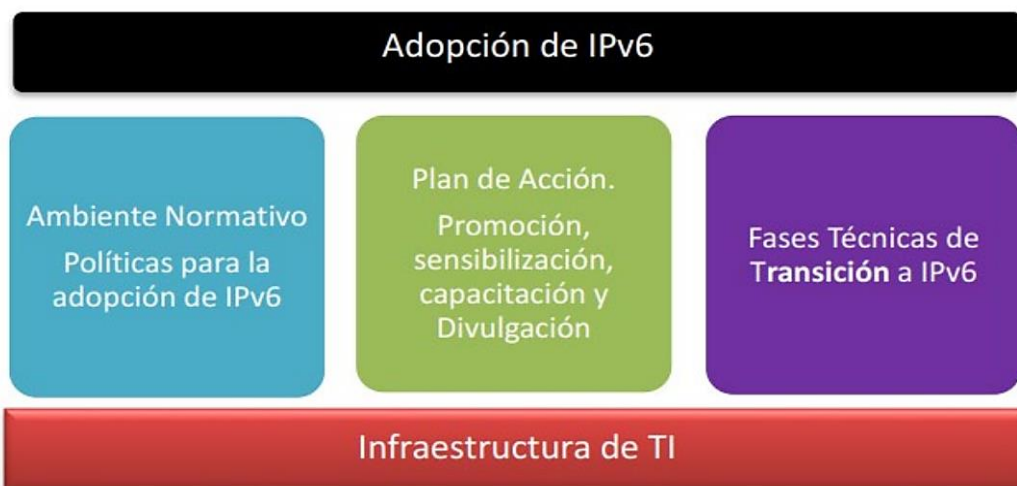 Adopción de IPv6
Ambiente Normativo
Políticas para la
adopción de IPv6
Plan de Acción.
Promoción,
sensibilización,
capacitación y
Divulgación
Fases Técnicas de
Transición a IPv6
Infraestructura de TI